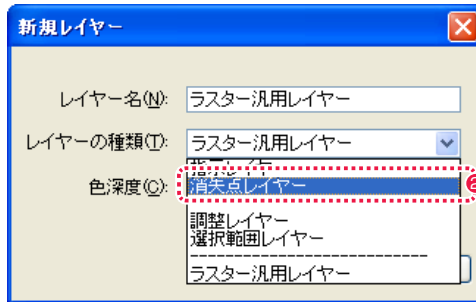 新規レイヤー
レイヤー名(N): ラスター汎用レイヤー
レイヤーの種類(T): ラスター汎用レイヤー
色深度(C):
消失点レイヤー
調整レイヤー
選択範囲レイヤー
---------------------------
ラスター汎用レイヤー